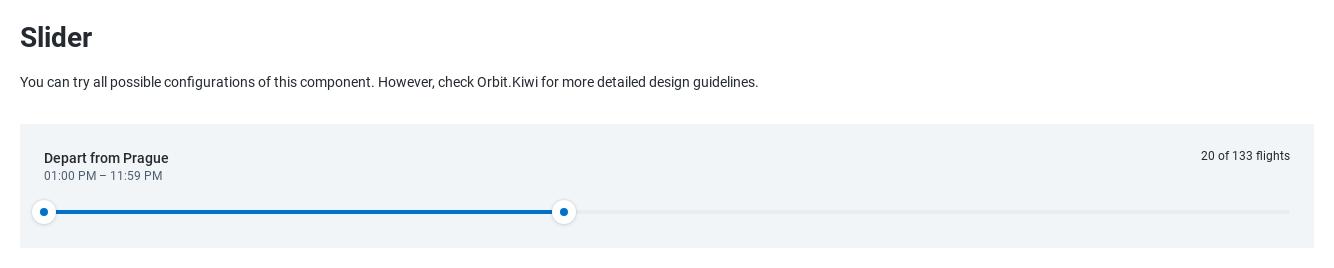 Slider
You can try all possible configurations of this component. However, check Orbit.Kiwi for more detailed design guidelines.
Depart from Prague
20 of 133 flights
01:00 PM – 11:59 PM